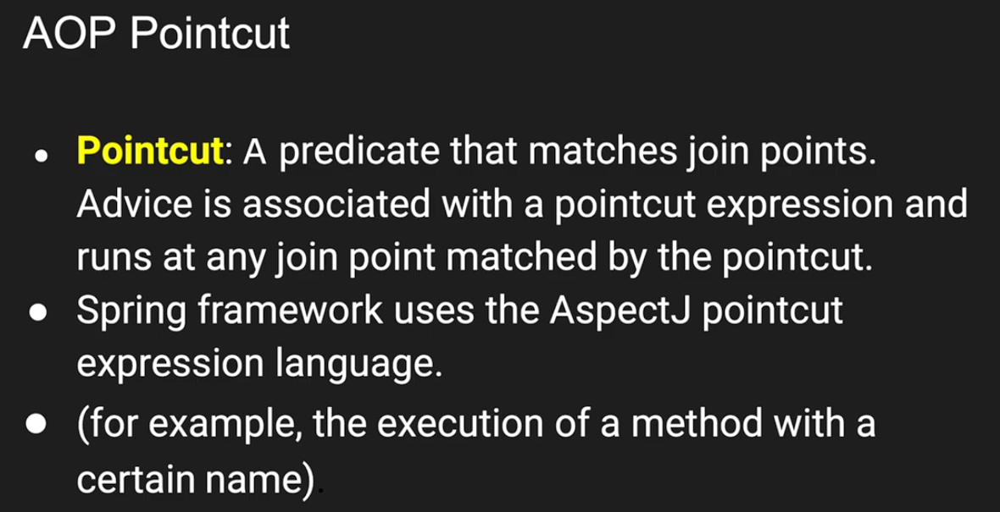 AOP Pointcut
● Pointcut: A predicate that matches join points.
Advice is associated with a pointcut expression and
runs at any join point matched by the pointcut.
● Spring framework uses the AspectJ pointcut
expression language.
● (for example, the execution of a method with a
certain name).